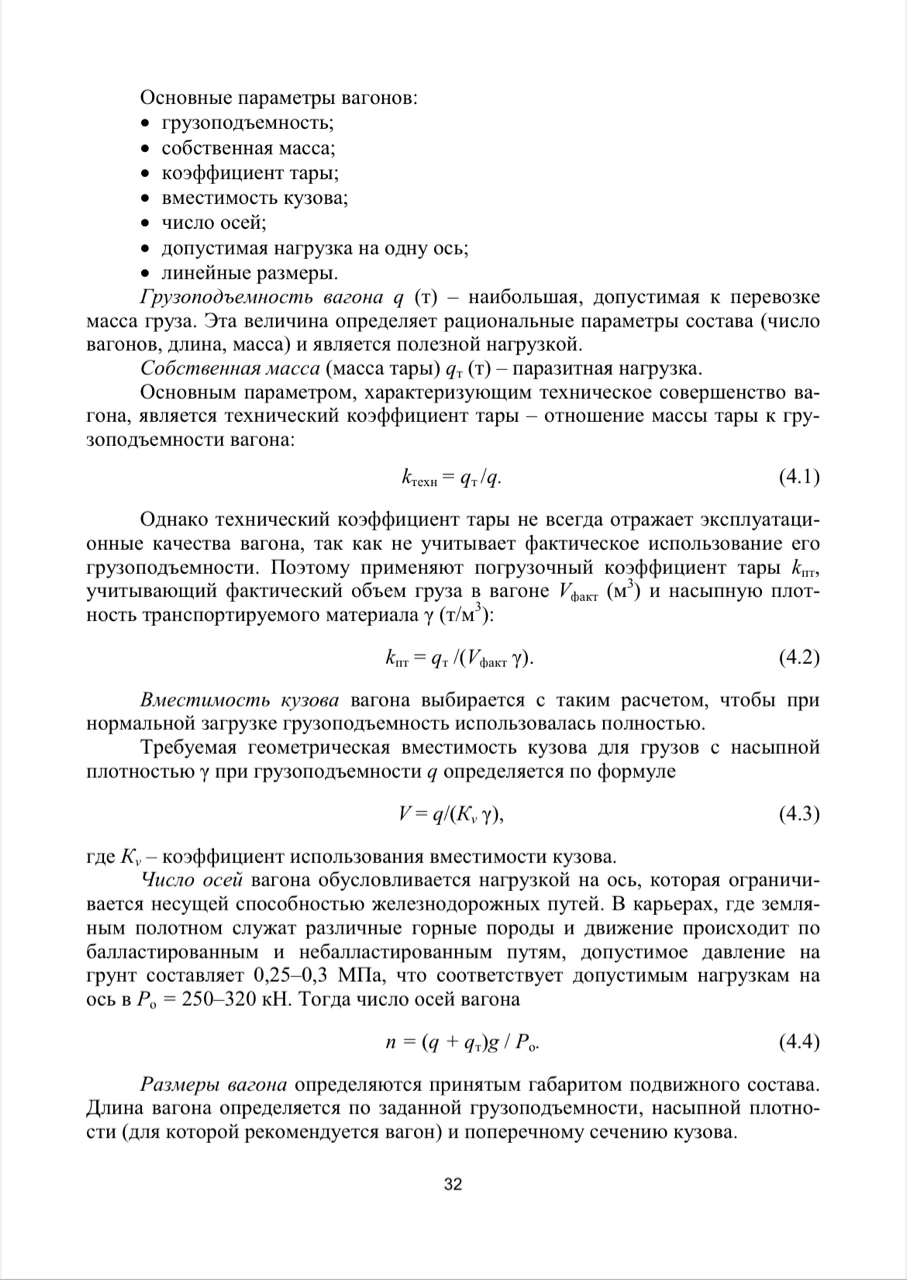 Основные параметры вагонов:
• грузоподъемность;
• собственная масса;
• коэффициент тары;
• вместимость кузова;
• число осей;
• допустимая нагрузка на одну ось;
• линейные размеры.
Грузоподъемность вагона q (т) – наибольшая, допустимая к перевозке
масса груза. Эта величина определяет рациональные параметры состава (число
вагонов, длина, масса) и является полезной нагрузкой.
Собственная масса (масса тары) qт (т) – паразитная нагрузка.
Основным параметром, характеризующим техническое совершенство ва-
гона, является технический коэффициент тары – отношение массы тары к гру-
зоподъемности вагона:
kтехн = qт /q. (4.1)
Однако технический коэффициент тары не всегда отражает эксплуатаци-
онные качества вагона, так как не учитывает фактическое использование его
грузоподъемности. Поэтому применяют погрузочный коэффициент тары kпт,
учитывающий фактический объем груза в вагоне Vфакт (м³) и насыпную плот-
ность транспортируемого материала γ (т/м³):
kпт = qт /(Vфакт γ). (4.2)
Вместимость кузова вагона выбирается с таким расчетом, чтобы при
нормальной загрузке грузоподъемность использовалась полностью.
Требуемая геометрическая вместимость кузова для грузов с насыпной
плотностью γ при грузоподъемности q определяется по формуле
V = q/(Kv γ), (4.3)
где Kv – коэффициент использования вместимости кузова.
Число осей вагона обусловливается нагрузкой на ось, которая ограничи-
вается несущей способностью железнодорожных путей. В карьерах, где земля-
ным полотном служат различные горные породы и движение происходит по
балластированным и небалластированным путям, допустимое давление на
грунт составляет 0,25–0,3 МПа, что соответствует допустимым нагрузкам на
ось в Pо = 250–320 кН. Тогда число осей вагона
n = (q + qт)g / Pо. (4.4)
Размеры вагона определяются принятым габаритом подвижного состава.
Длина вагона определяется по заданной грузоподъемности, насыпной плотно-
сти (для которой рекомендуется вагон) и поперечному сечению кузова.
32